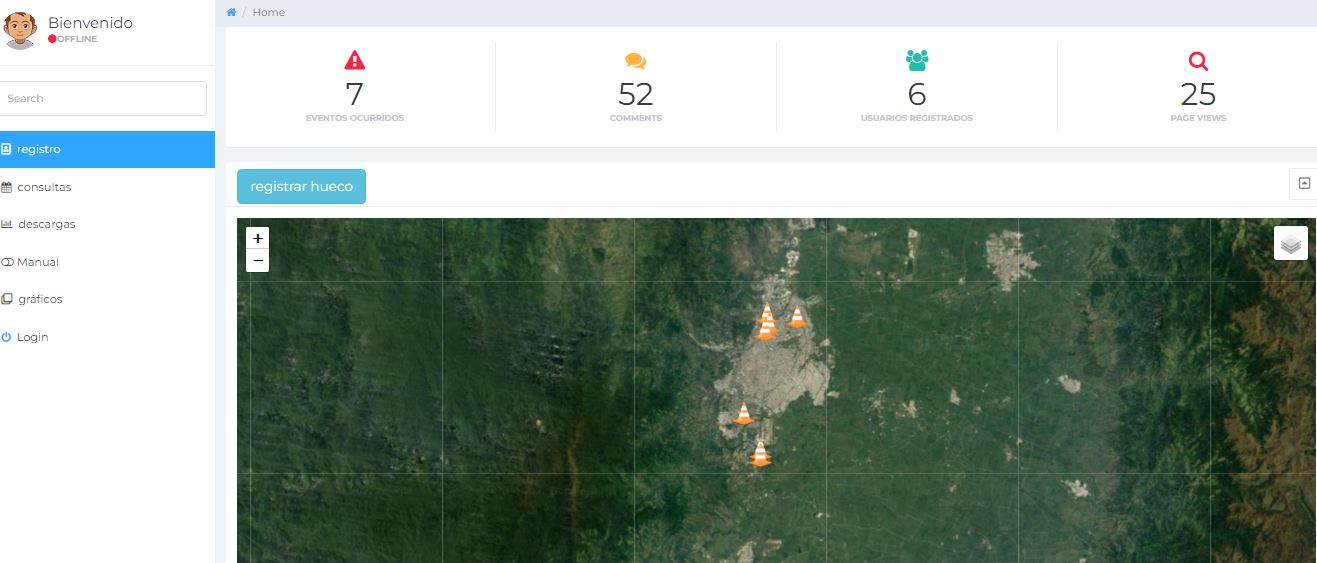 Bienvenido
OFFLINE
Search
registro
consultas
descargas
Manual
gráficos
Login
/ Home
7
EVENTOS OCURRIDOS
52
COMMENTS
6
USUARIOS REGISTRADOS
25
PAGE VIEWS
registrar hueco
+
−